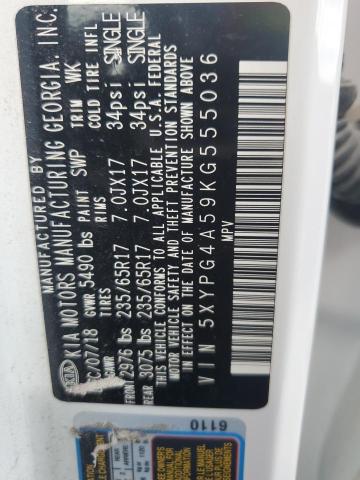 KIA
MANUFACTURED BY
KIA MOTORS MANUFACTURING GEORGIA, INC.
/07/18 PAINT SWP TRIM WK
GVWR 5490 lbs RIMS COLD TIRE INFL
FRONT 2976 lbs 235/65R17 7.0JX17 34psi SINGLE
REAR 3075 lbs 235/65R17 7.0JX17 34psi SINGLE
THIS VEHICLE CONFORMS TO ALL APPLICABLE U.S.A. FEDERAL
MOTOR VEHICLE SAFETY AND THEFT PREVENTION STANDARDS
IN EFFECT ON THE DATE OF MANUFACTURE SHOWN ABOVE
VIN 5XYPG4A59KG555036
MPV
6110